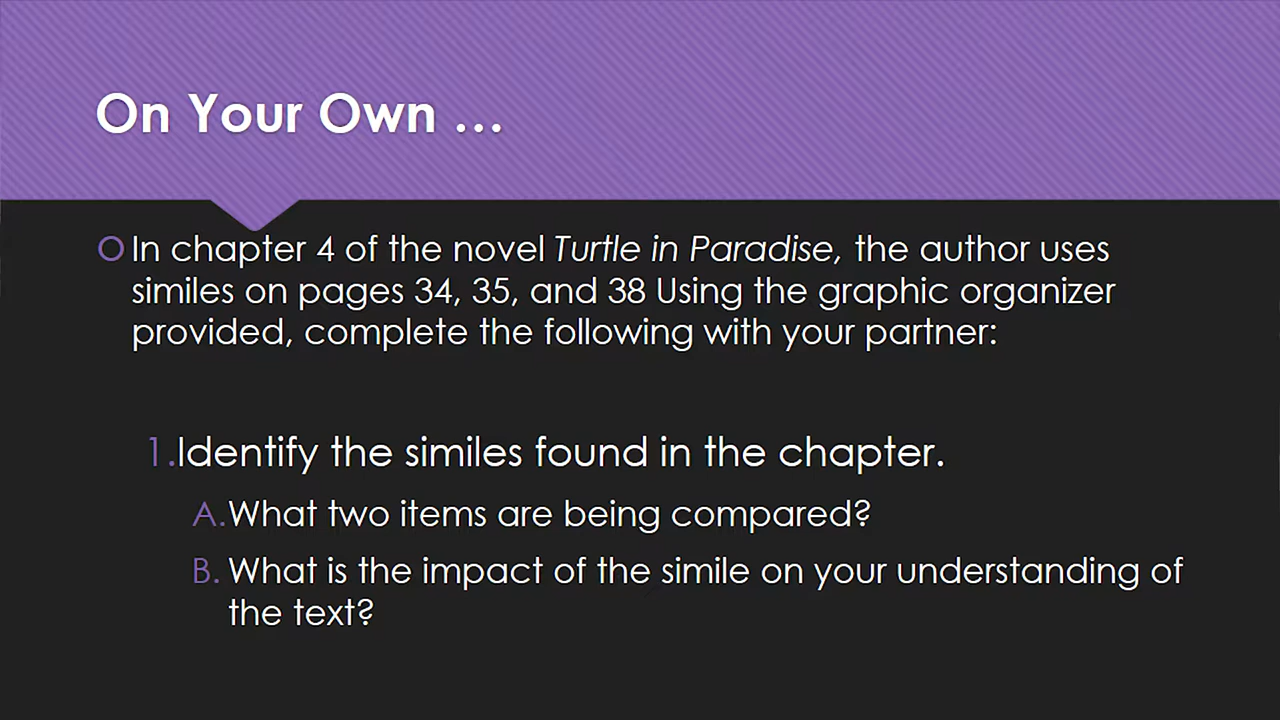 On Your Own …
In chapter 4 of the novel Turtle in Paradise, the author uses
similes on pages 34, 35, and 38 Using the graphic organizer
provided, complete the following with your partner:
1.Identify the similes found in the chapter.
A.What two items are being compared?
B. What is the impact of the simile on your understanding of
the text?